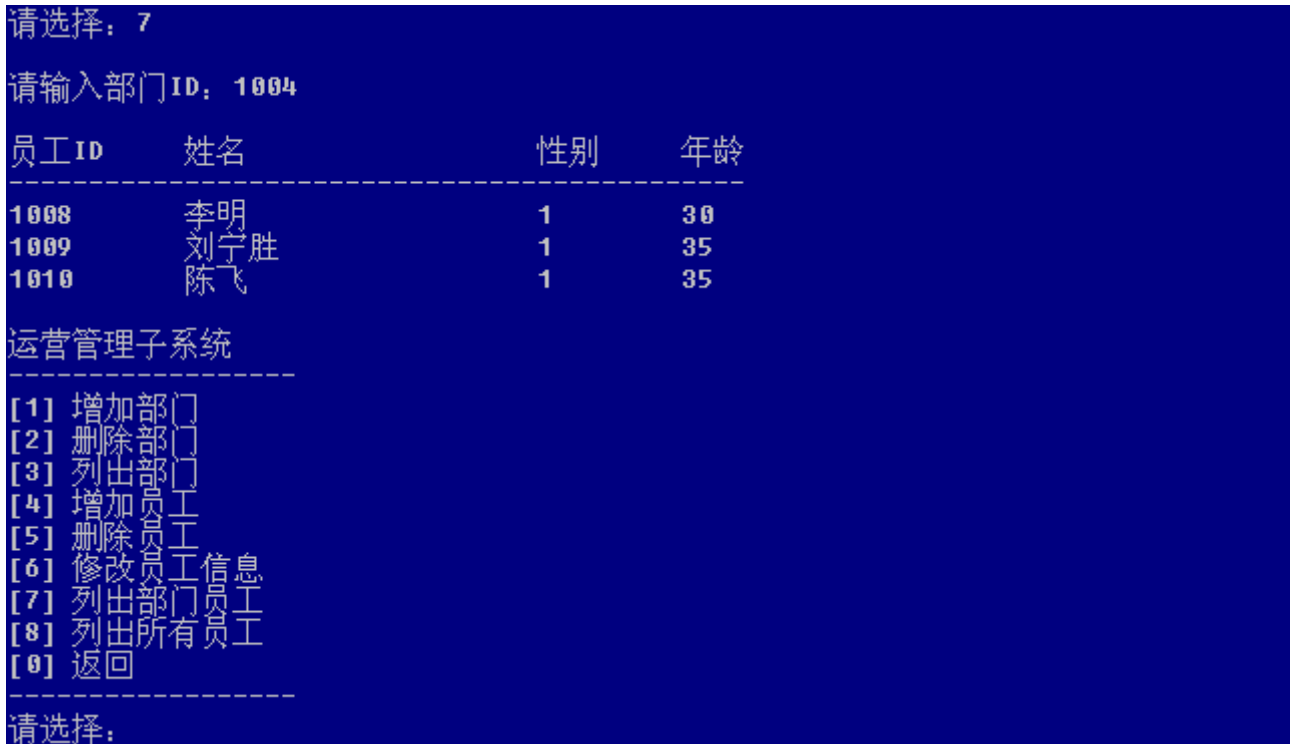 请选择：7
请输入部门ID：1004
员工ID 姓名 性别 年龄
----------------------------------------------
1008 李明 1 30
1009 刘宁胜 1 35
1010 陈飞 1 35
运营管理子系统
------------------
[1] 增加部门
[2] 删除部门
[3] 列出部门
[4] 增加员工
[5] 删除员工
[6] 修改员工信息
[7] 列出部门员工
[8] 列出所有员工
[0] 返回
------------------
请选择：